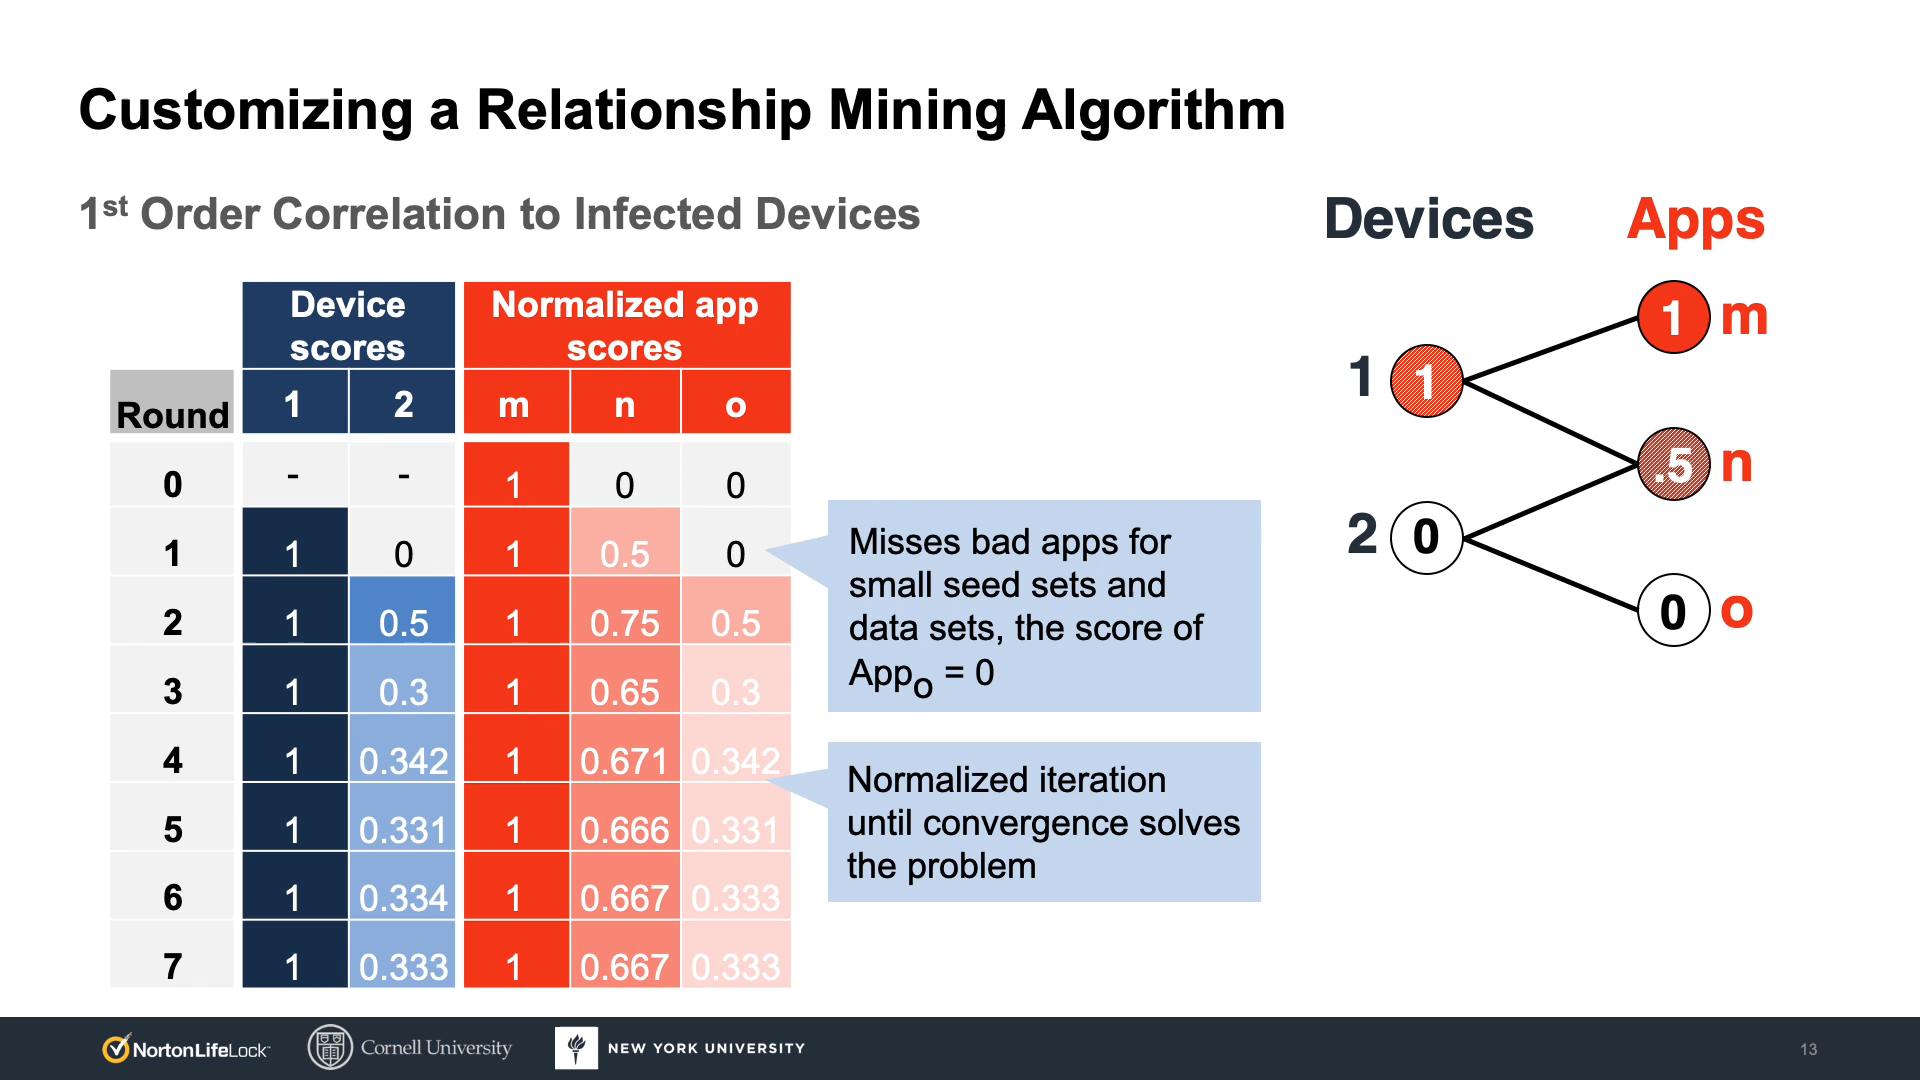 Customizing a Relationship Mining Algorithm
1st Order Correlation to Infected Devices
Device scores Normalized app scores
Round 1 2 m n o
0 - - 1 0 0
1 1 0 1 0.5 0
2 1 0.5 1 0.75 0.5
3 1 0.3 1 0.65 0.3
4 1 0.342 1 0.671 0.342
5 1 0.331 1 0.666 0.331
6 1 0.334 1 0.667 0.333
7 1 0.333 1 0.667 0.333
Misses bad apps for
small seed sets and
data sets, the score of
Appo = 0
Normalized iteration
until convergence solves
the problem
Devices Apps
1 m
1 1
.5 n
2 0
0 o
NortonLifeLock™ Cornell University NEW YORK UNIVERSITY
13